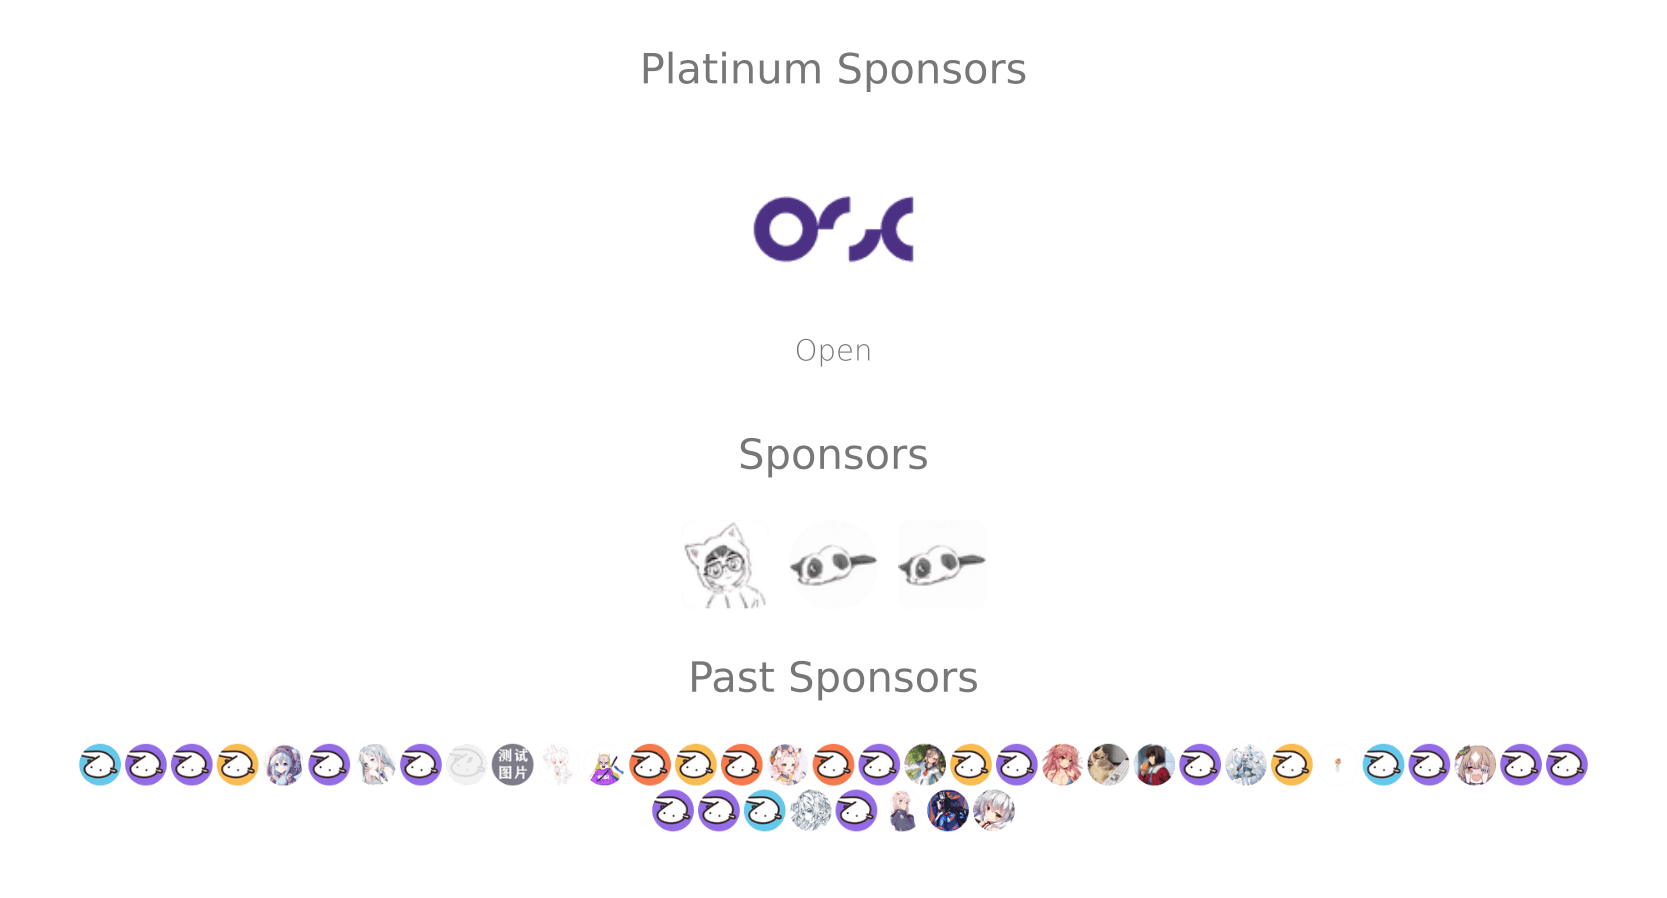 Platinum Sponsors
Open
Sponsors
Past Sponsors
测试
图片